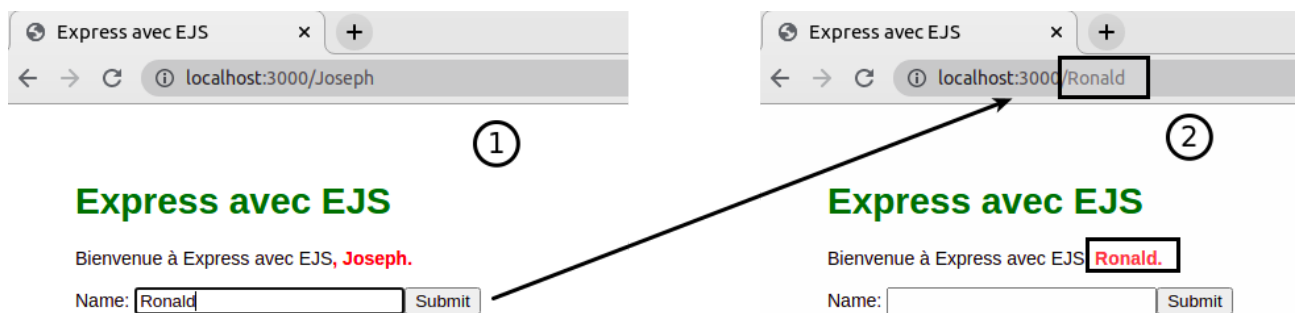 Express avec EJS × +
localhost:3000/Joseph
1
Express avec EJS
Bienvenue à Express avec EJS, Joseph.
Name: Ronald Submit
Express avec EJS × +
localhost:3000/Ronald
2
Express avec EJS
Bienvenue à Express avec EJS Ronald.
Name: Submit